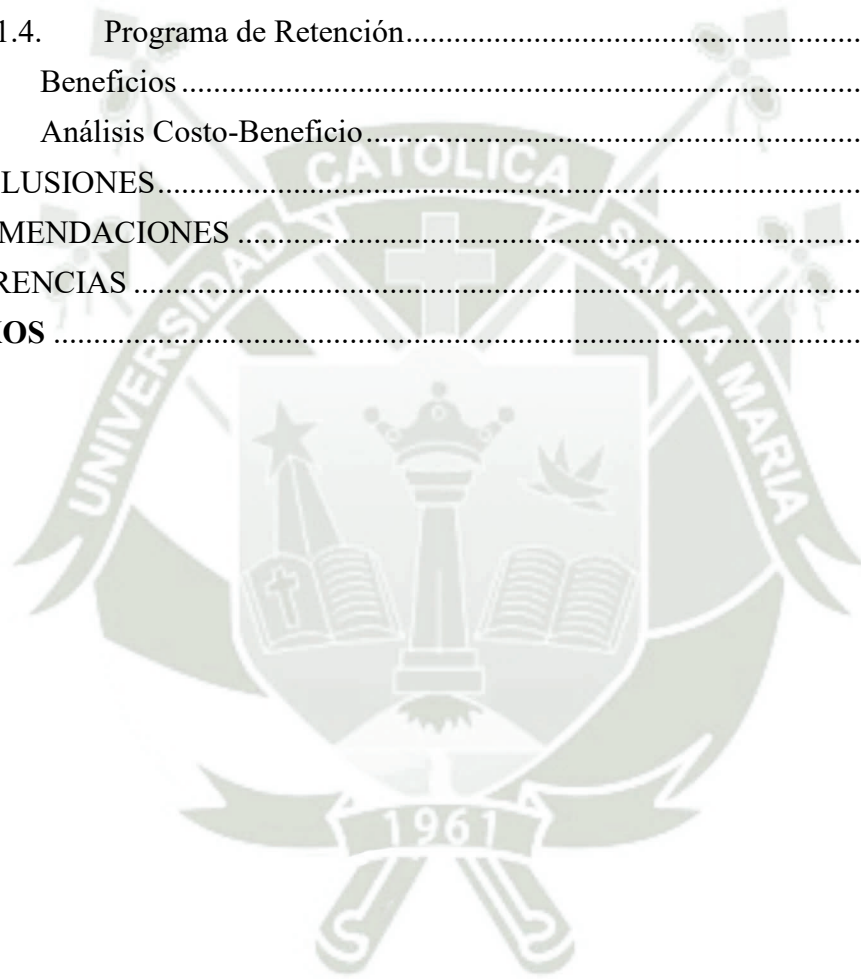 1.4. Programa de Retención..............................................................
Beneficios..............................................................................................
Análisis Costo-Beneficio......................................................................
LUSIONES..............................................................................................
MENDACIONES ..................................................................................
RENCIAS ..............................................................................................
IOS ......................................................................................................
UNIVERSIDAD CATOLICA SANTA MARIA
1961